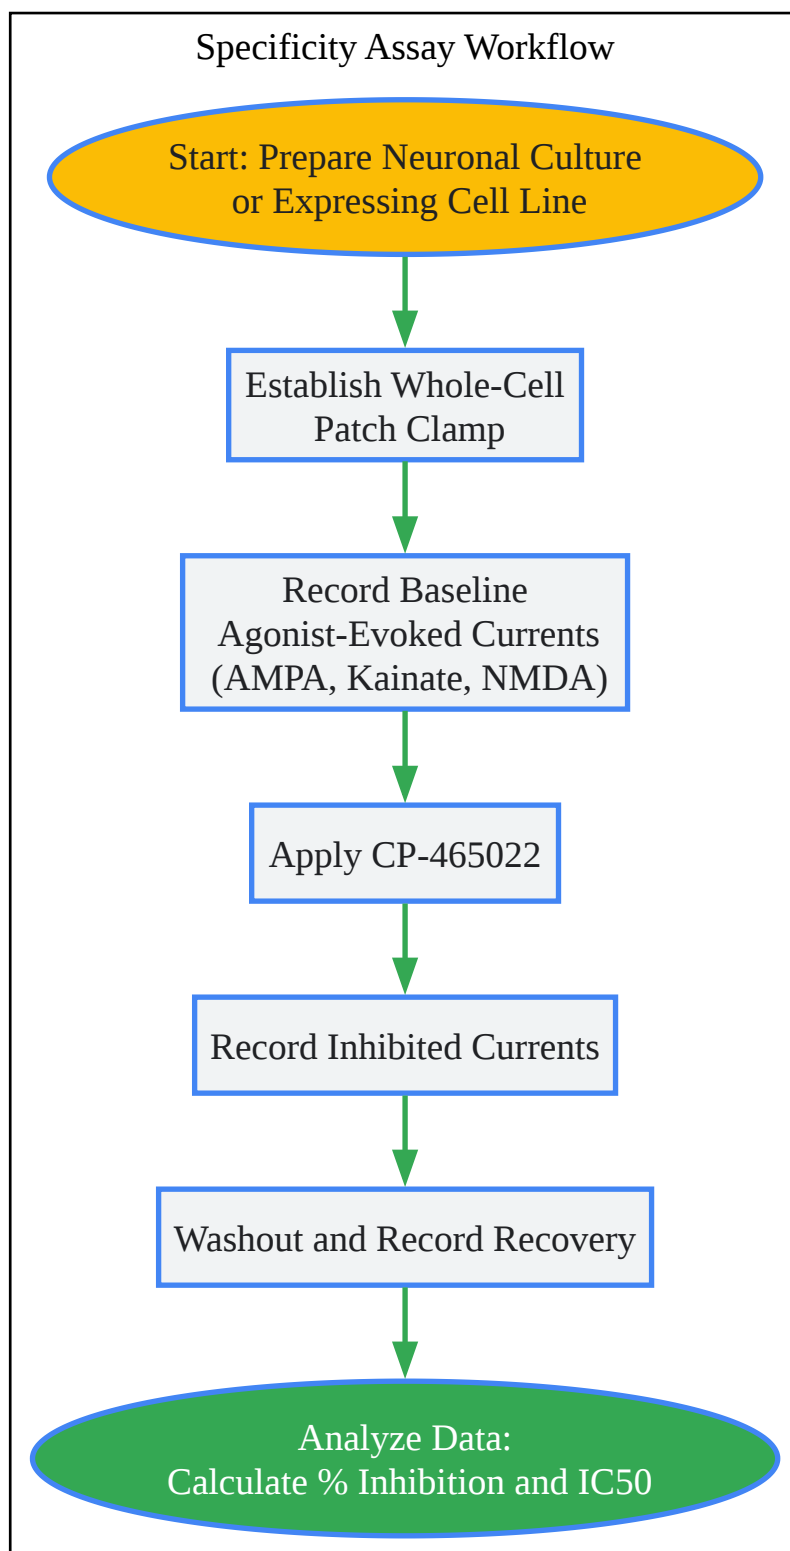 Specificity Assay Workflow
Start: Prepare Neuronal Culture
or Expressing Cell Line
Establish Whole-Cell
Patch Clamp
Record Baseline
Agonist-Evoked Currents
(AMPA, Kainate, NMDA)
Apply CP-465022
Record Inhibited Currents
Washout and Record Recovery
Analyze Data:
Calculate % Inhibition and IC50